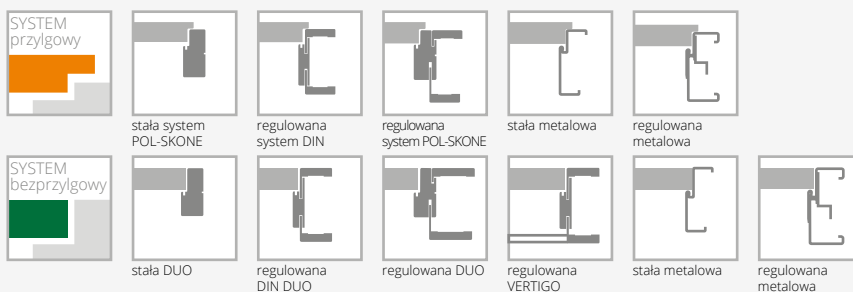 SYSTEM
przylgowy
stała system
POL-SKONE
regulowana
system DIN
regulowana
system POL-SKONE
stała metalowa
regulowana
metalowa
SYSTEM
bezprzylgowy
stała DUO
regulowana
DIN DUO
regulowana DUO
regulowana
VERTIGO
stała metalowa
regulowana
metalowa